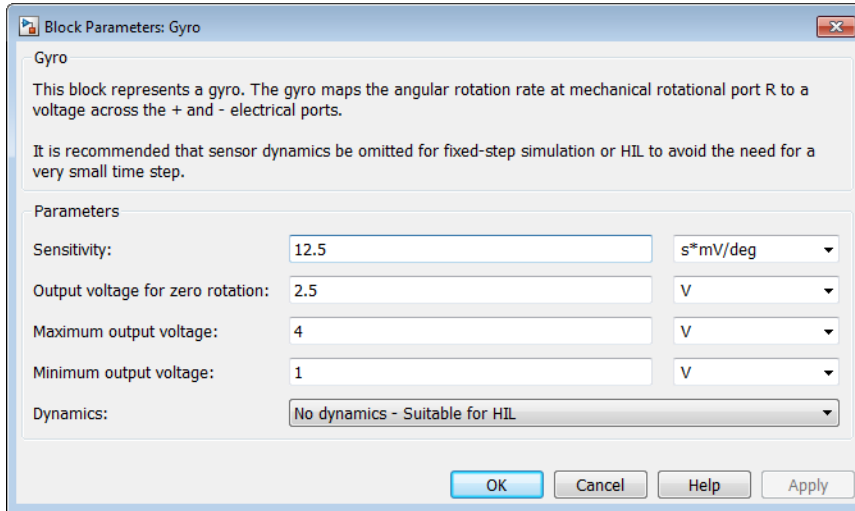 Block Parameters: Gyro
Gyro
This block represents a gyro. The gyro maps the angular rotation rate at mechanical rotational port R to a
voltage across the + and - electrical ports.
It is recommended that sensor dynamics be omitted for fixed-step simulation or HIL to avoid the need for a
very small time step.
Parameters
Sensitivity: 12.5 s*mV/deg
Output voltage for zero rotation: 2.5 V
Maximum output voltage: 4 V
Minimum output voltage: 1 V
Dynamics: No dynamics - Suitable for HIL
OK Cancel Help Apply